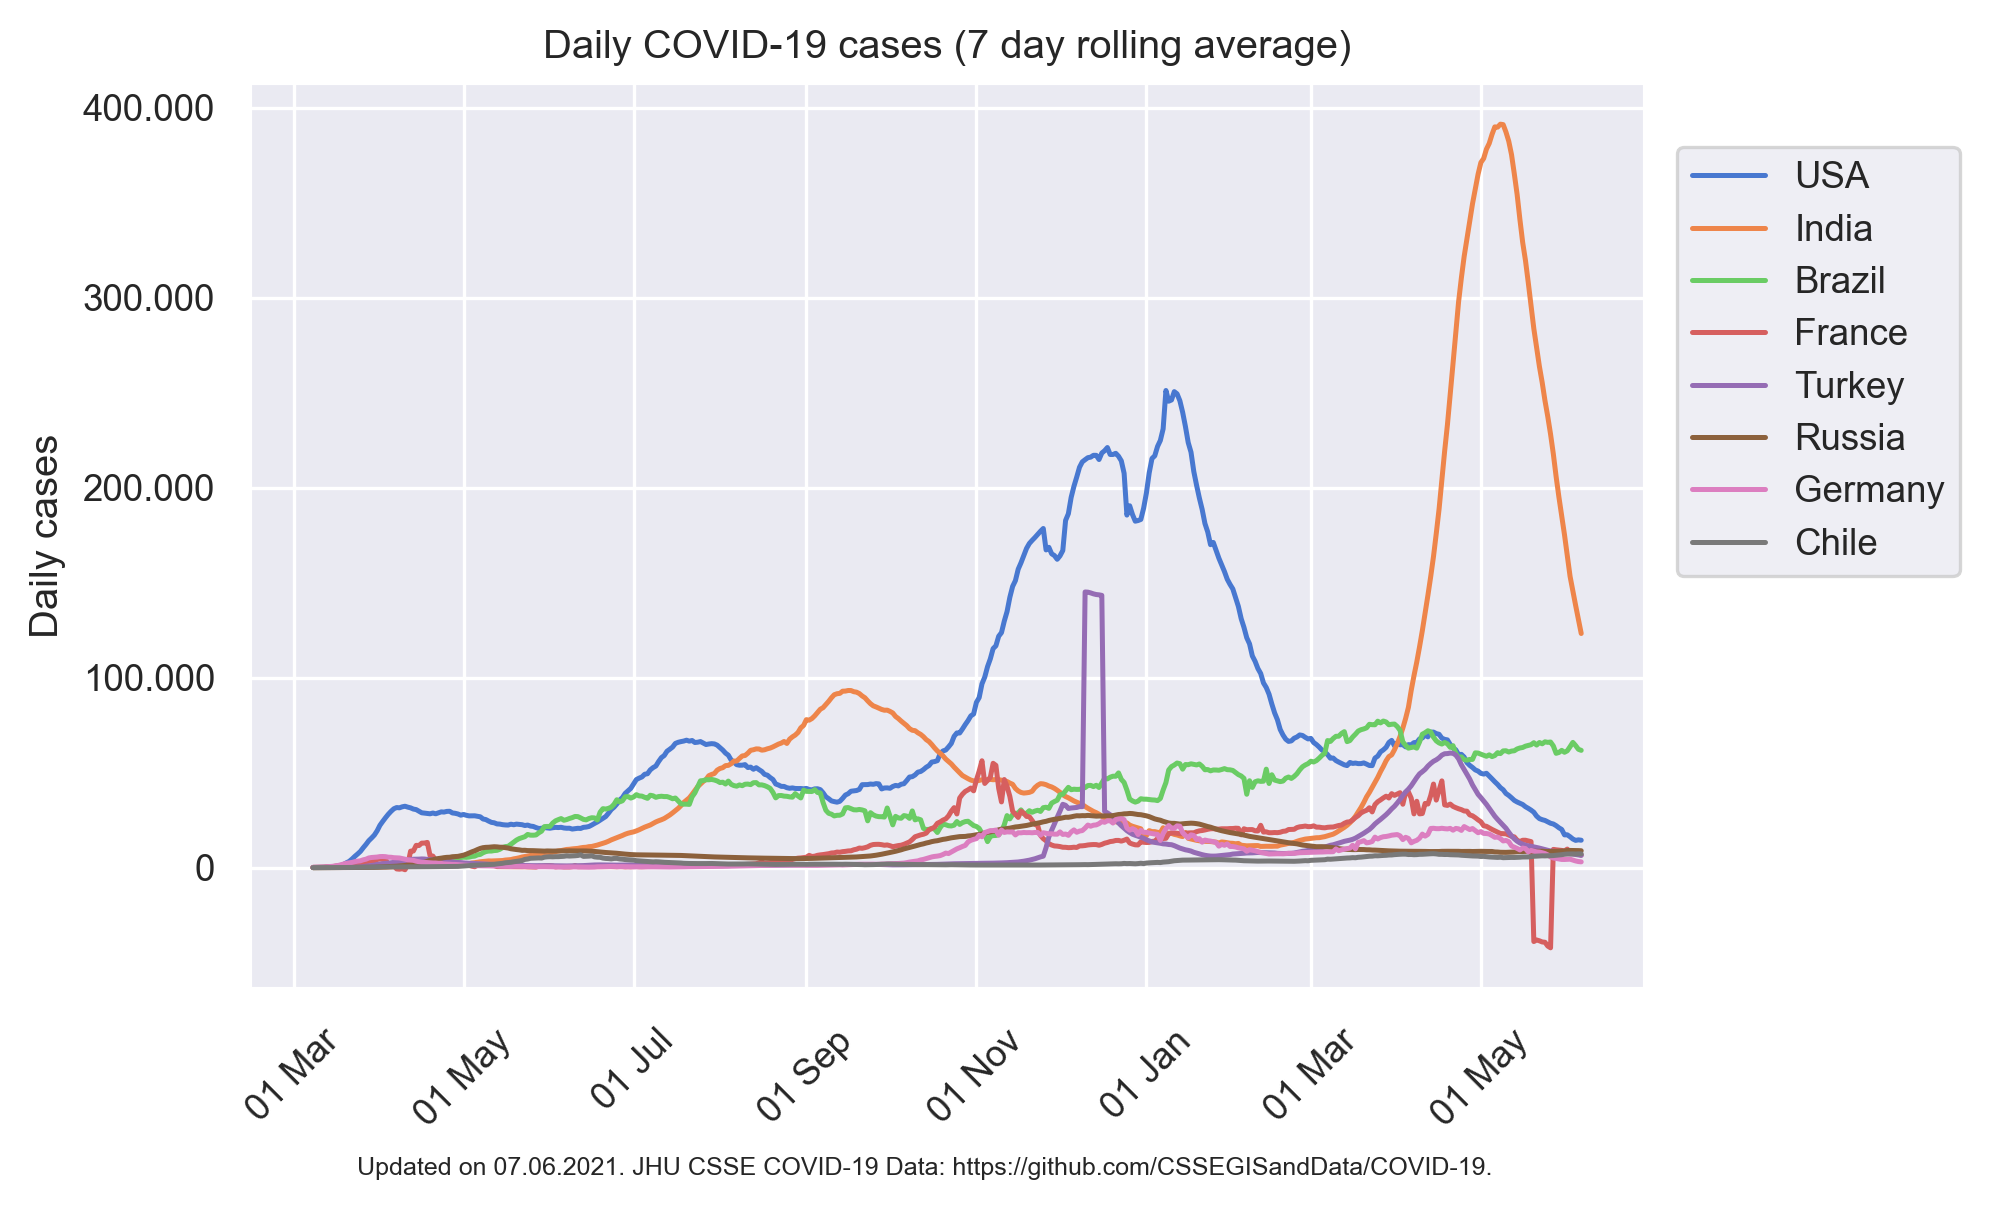 Daily COVID-19 cases (7 day rolling average)
400.000
300.000
200.000
100.000
0
Daily cases
01 Mar
01 May
01 Jul
01 Sep
01 Nov
01 Jan
01 Mar
01 May
USA
India
Brazil
France
Turkey
Russia
Germany
Chile
Updated on 07.06.2021. JHU CSSE COVID-19 Data: https://github.com/CSSEGISandData/COVID-19.